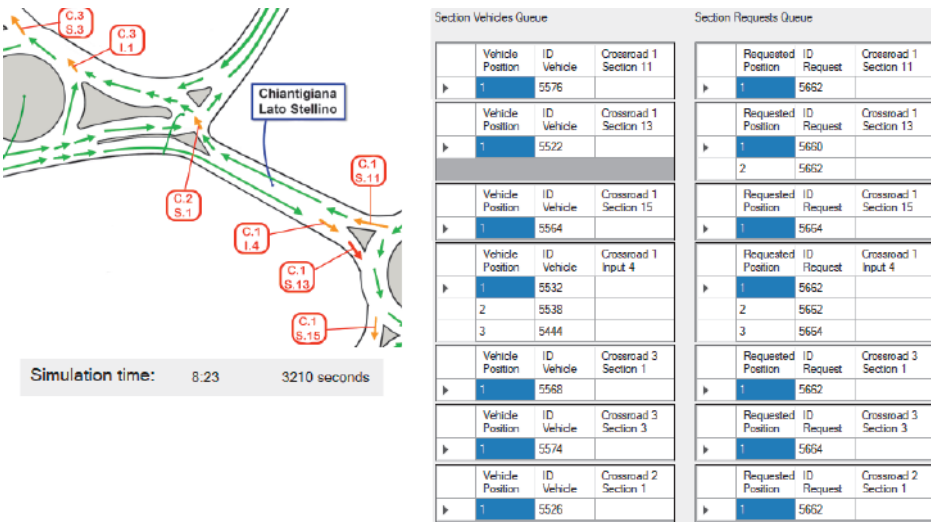 C.3
S.3
C.3
I.1
Chiantigiana
Lato Stellino
C.1
S.11
C.2
S.1
C.1
I.4
C.1
S.13
C.1
S.15
Simulation time: 8:23 3210 seconds
Section Vehicles Queue
Vehicle Position ID Vehicle Crossroad 1 Section 11
1 5576
Vehicle Position ID Vehicle Crossroad 1 Section 13
1 5522
Vehicle Position ID Vehicle Crossroad 1 Section 15
1 5564
Vehicle Position ID Vehicle Crossroad 1 Input 4
1 5532
2 5538
3 5444
Vehicle Position ID Vehicle Crossroad 3 Section 1
1 5568
Vehicle Position ID Vehicle Crossroad 3 Section 3
1 5574
Vehicle Position ID Vehicle Crossroad 2 Section 1
1 5526
Section Requests Queue
Requested Position ID Request Crossroad 1 Section 11
1 5662
Requested Position ID Request Crossroad 1 Section 13
1 5660
2 5662
Requested Position ID Request Crossroad 1 Section 15
1 5664
Requested Position ID Request Crossroad 1 Input 4
1 5662
2 5662
3 5664
Requested Position ID Request Crossroad 3 Section 1
1 5662
Requested Position ID Request Crossroad 3 Section 3
1 5664
Requested Position ID Request Crossroad 2 Section 1
1 5662